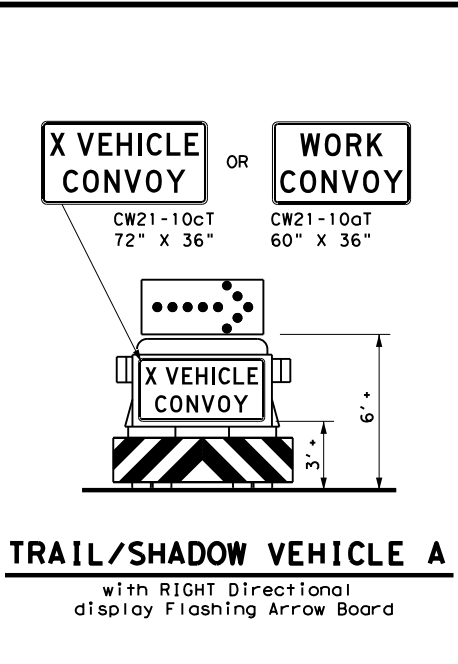 X VEHICLE
CONVOY
OR
WORK
CONVOY
CW21-10cT
72" X 36"
CW21-10aT
60" X 36"
X VEHICLE
CONVOY
6' +
3' +
TRAIL/SHADOW VEHICLE A
with RIGHT Directional
display Flashing Arrow Board